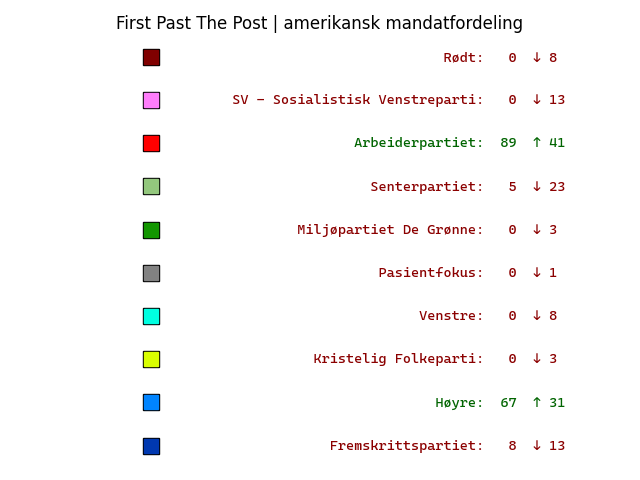 First Past The Post | amerikansk mandatfordeling
Rødt: 0 ↓ 8
SV – Sosialistisk Venstreparti: 0 ↓ 13
Arbeiderpartiet: 89 ↑ 41
Senterpartiet: 5 ↓ 23
Miljøpartiet De Grønne: 0 ↓ 3
Pasientfokus: 0 ↓ 1
Venstre: 0 ↓ 8
Kristelig Folkeparti: 0 ↓ 3
Høyre: 67 ↑ 31
Fremskrittspartiet: 8 ↓ 13